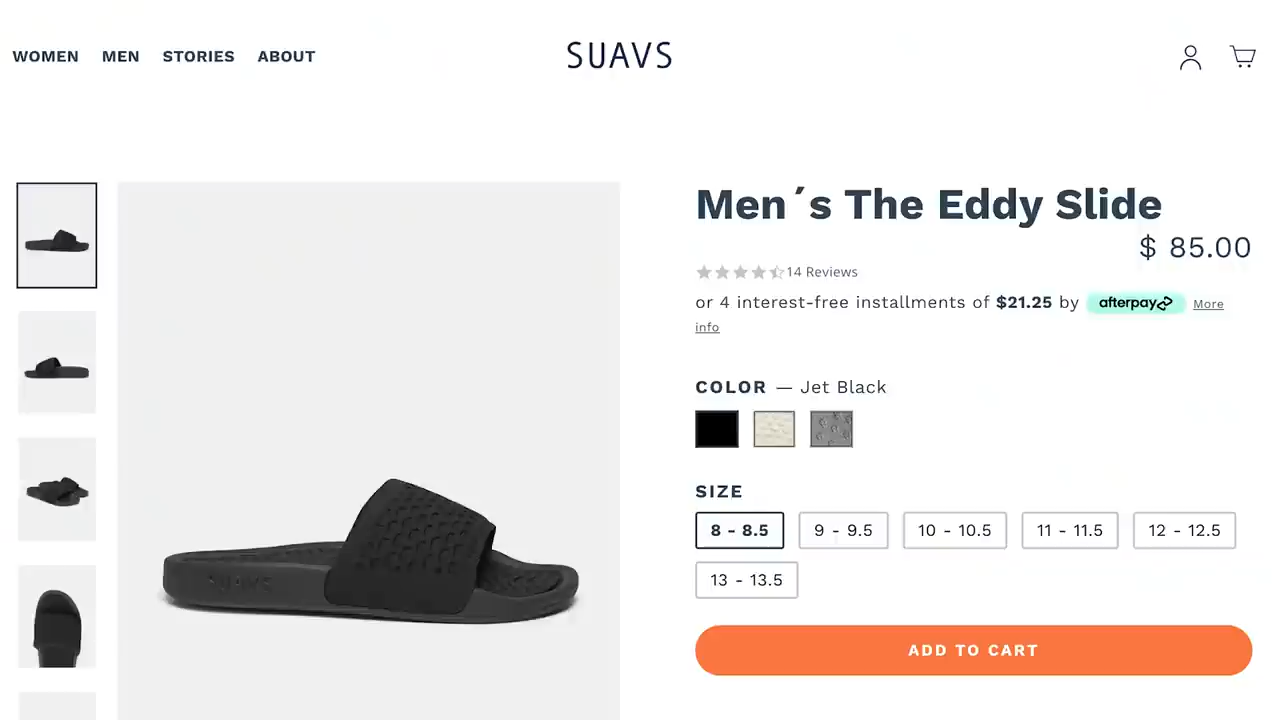 WOMEN MEN STORIES ABOUT
SUAVS
Men´s The Eddy Slide
$ 85.00
14 Reviews
or 4 interest-free installments of $21.25 by afterpay More
info
COLOR — Jet Black
SIZE
8 - 8.5 9 - 9.5 10 - 10.5 11 - 11.5 12 - 12.5
13 - 13.5
SUAVS
ADD TO CART